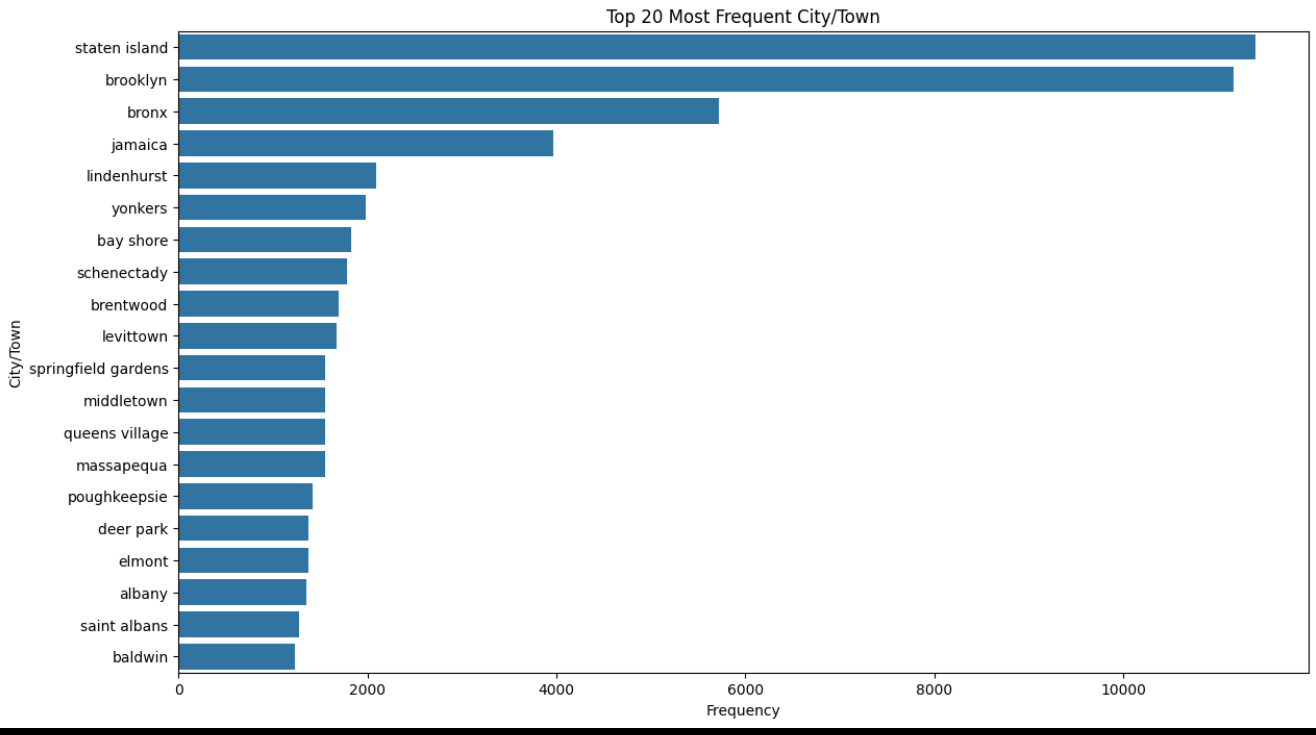 Top 20 Most Frequent City/Town
staten island
brooklyn
bronx
jamaica
lindenhurst
yonkers
bay shore
schenectady
brentwood
levittown
springfield gardens
middletown
queens village
massapequa
poughkeepsie
deer park
elmont
albany
saint albans
baldwin
City/Town
0 2000 4000 6000 8000 10000
Frequency